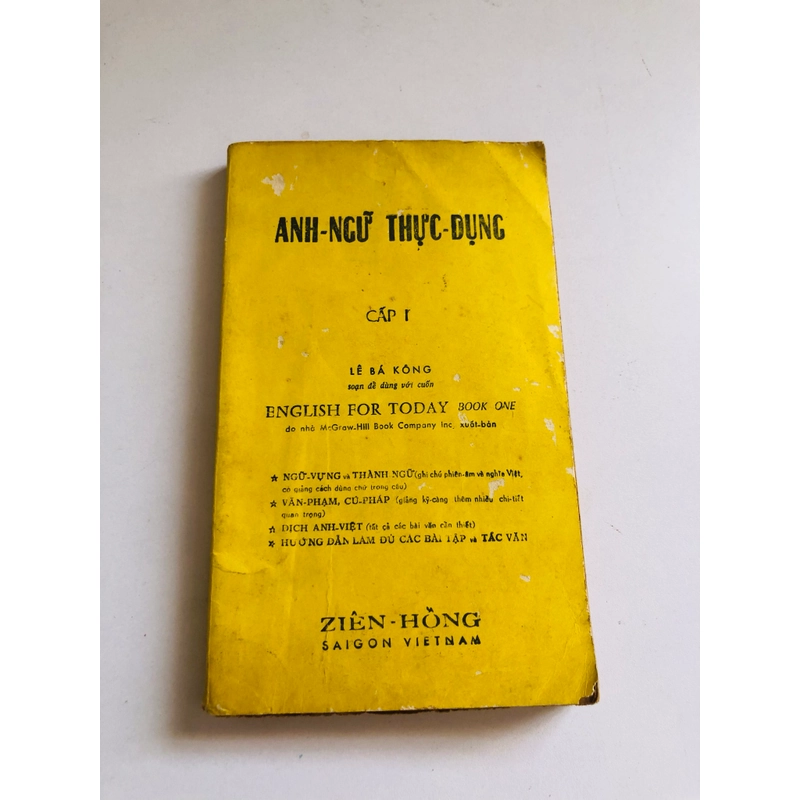 ANH-NGỮ THỰC-DỤNG
CẤP I
LÊ BÁ KÔNG
soạn để dùng với cuốn
ENGLISH FOR TODAY BOOK ONE
do nhà McGraw-Hill Book Company Inc, xuất-bản
★ NGỮ-VỰNG và THÀNH NGỮ (ghi chú phiên-âm và nghĩa Việt,
có giảng cách dùng chữ trong câu)
★ VĂN-PHẠM, CÚ-PHÁP (giảng kỹ-càng thêm nhiều chi-tiết
quan trọng)
★ DỊCH ANH-VIỆT (tất cả các bài văn cần thiết)
★ HƯỚNG DẪN LÀM ĐỦ CÁC BÀI TẬP và TÁC VĂN
ZIÊN-HỒNG
SAIGON VIETNAM